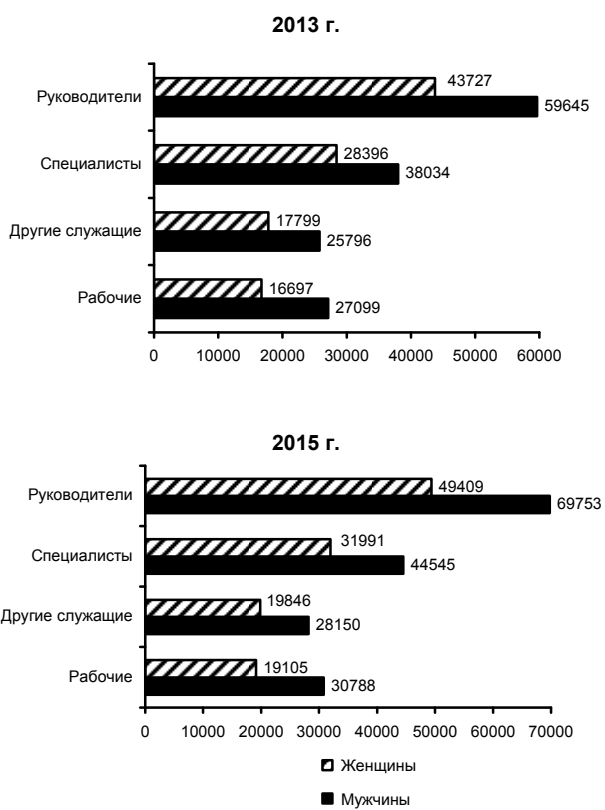 2013 г.
Руководители
43727
59645
Специалисты
28396
38034
Другие служащие
17799
25796
Рабочие
16697
27099
0 10000 20000 30000 40000 50000 60000
2015 г.
Руководители
49409
69753
Специалисты
31991
44545
Другие служащие
19846
28150
Рабочие
19105
30788
0 10000 20000 30000 40000 50000 60000 70000
Женщины
Мужчины